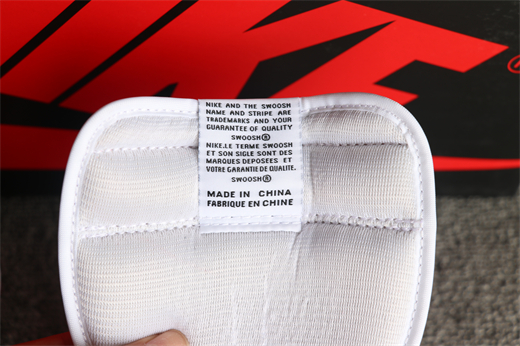 NIKE
®
NIKE AND THE SWOOSH
NAME AND STRIPE ARE
TRADEMARKS AND YOUR
GUARANTEE OF QUALITY
SWOOSH®
NIKE.LE TERME SWOOSH
ET SON SIGLE SONT DES
MARQUES DEPOSEES ET
VOTRE GARANTIE DE QUALITE.
SWOOSH®
MADE IN CHINA
FABRIQUE EN CHINE